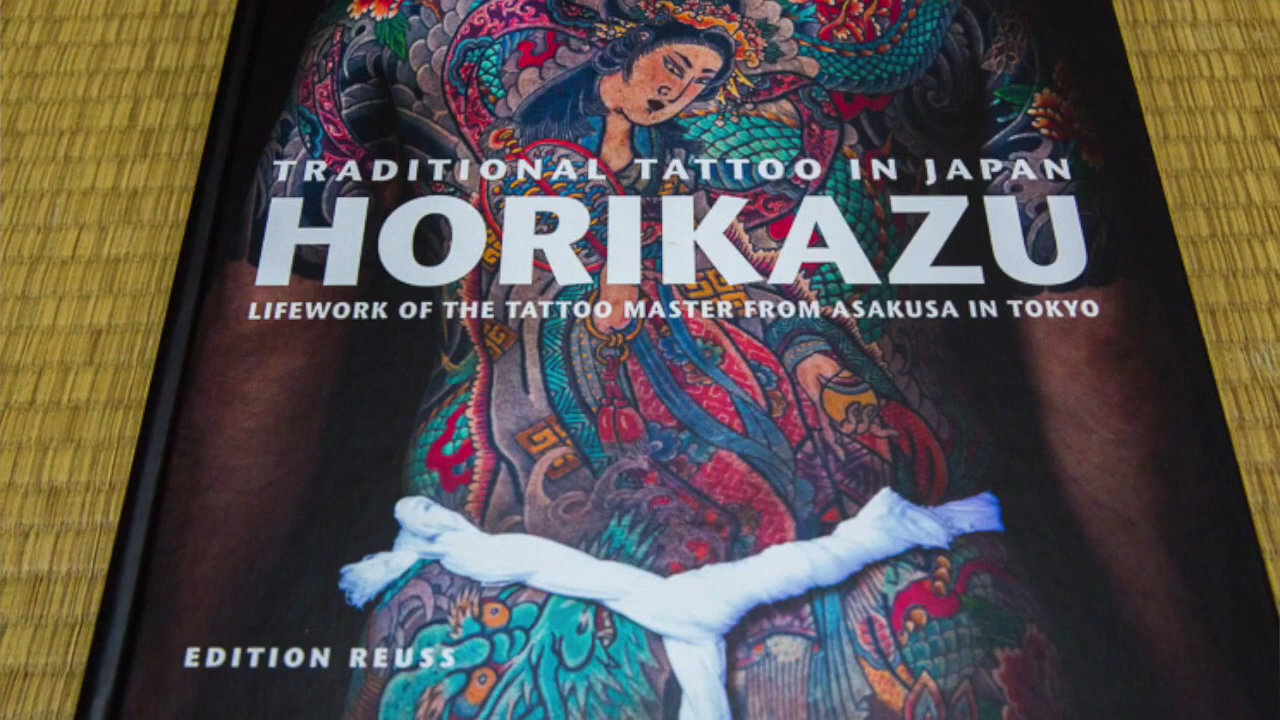 TRADITIONAL TATTOO IN JAPAN
HORIKAZU
LIFEWORK OF THE TATTOO MASTER FROM ASAKUSA IN TOKYO
EDITION REUSS